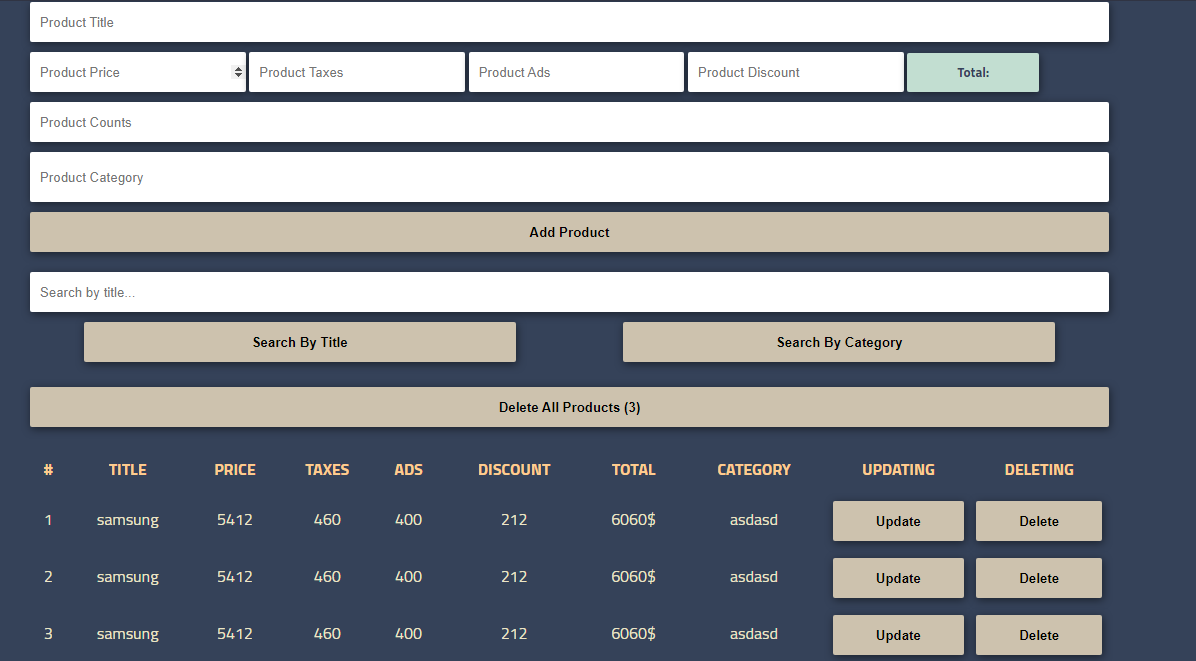 Product Title
Product Price Product Taxes Product Ads Product Discount Total:
Product Counts
Product Category
Add Product
Search by title...
Search By Title Search By Category
Delete All Products (3)
# TITLE PRICE TAXES ADS DISCOUNT TOTAL CATEGORY UPDATING DELETING
1 samsung 5412 460 400 212 6060$ asdasd Update Delete
2 samsung 5412 460 400 212 6060$ asdasd Update Delete
3 samsung 5412 460 400 212 6060$ asdasd Update Delete